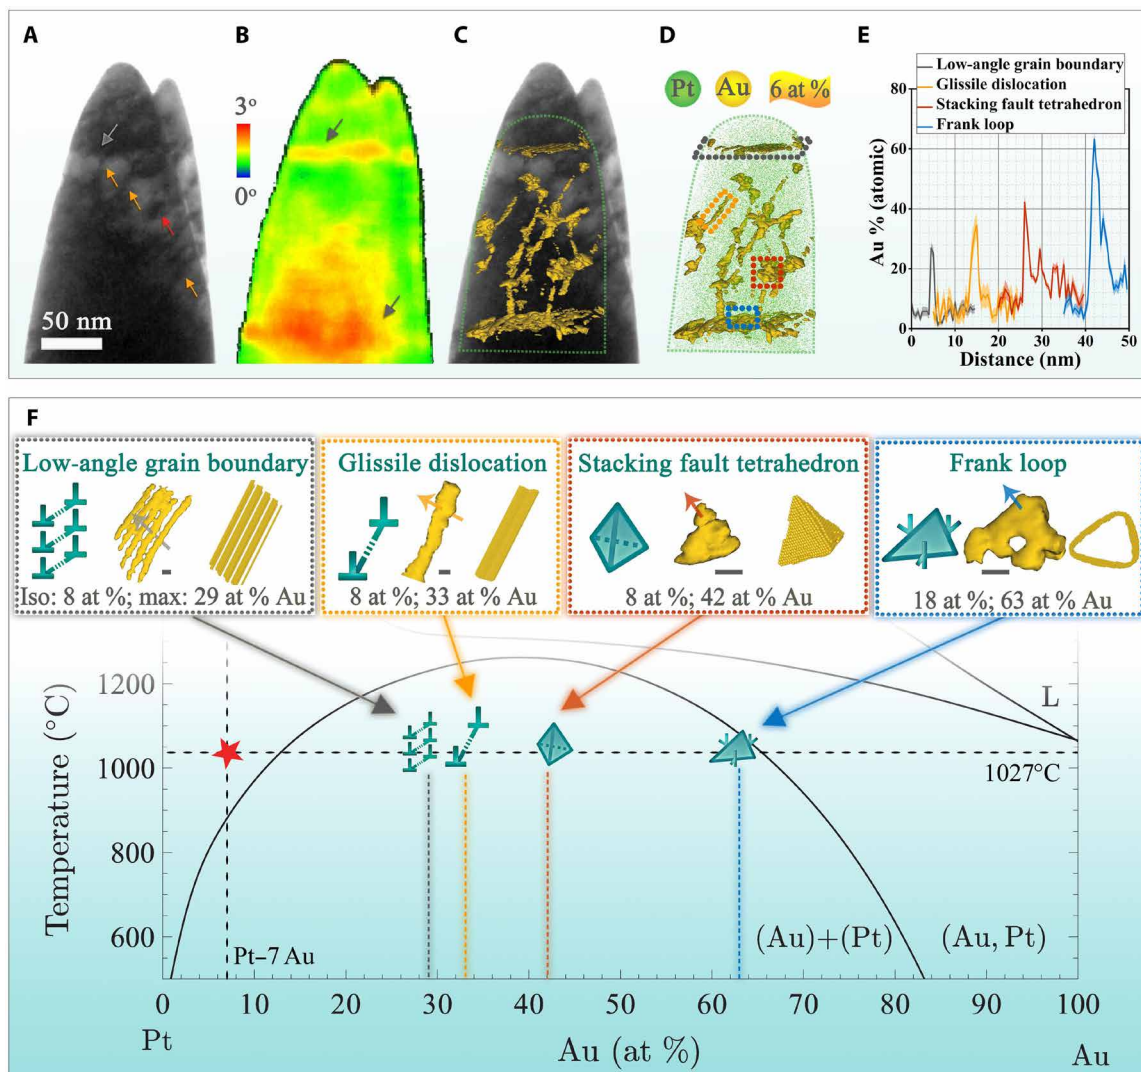 A
B
C
D
E
3°
0°
50 nm
Pt
Au
6 at %
Low-angle grain boundary
Glissile dislocation
Stacking fault tetrahedron
Frank loop
Au % (atomic)
80
60
40
20
0
0 10 20 30 40 50
Distance (nm)
F
Low-angle grain boundary
Iso: 8 at %; max: 29 at % Au
Glissile dislocation
8 at %; 33 at % Au
Stacking fault tetrahedron
8 at %; 42 at % Au
Frank loop
18 at %; 63 at % Au
Temperature (°C)
1200
1000
800
600
L
1027°C
Pt–7 Au
(Au)+(Pt)
(Au, Pt)
0 10 20 30 40 50 60 70 80 90 100
Pt
Au (at %)
Au